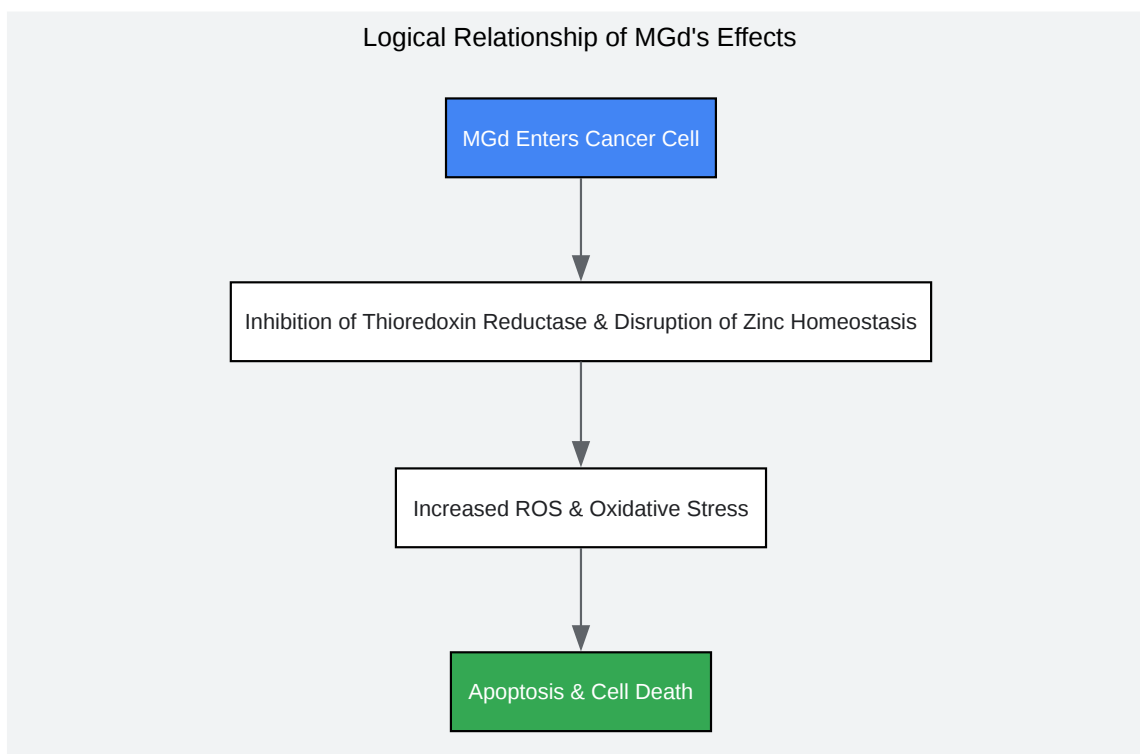 Logical Relationship of MGd's Effects
MGd Enters Cancer Cell
Inhibition of Thioredoxin Reductase & Disruption of Zinc Homeostasis
Increased ROS & Oxidative Stress
Apoptosis & Cell Death